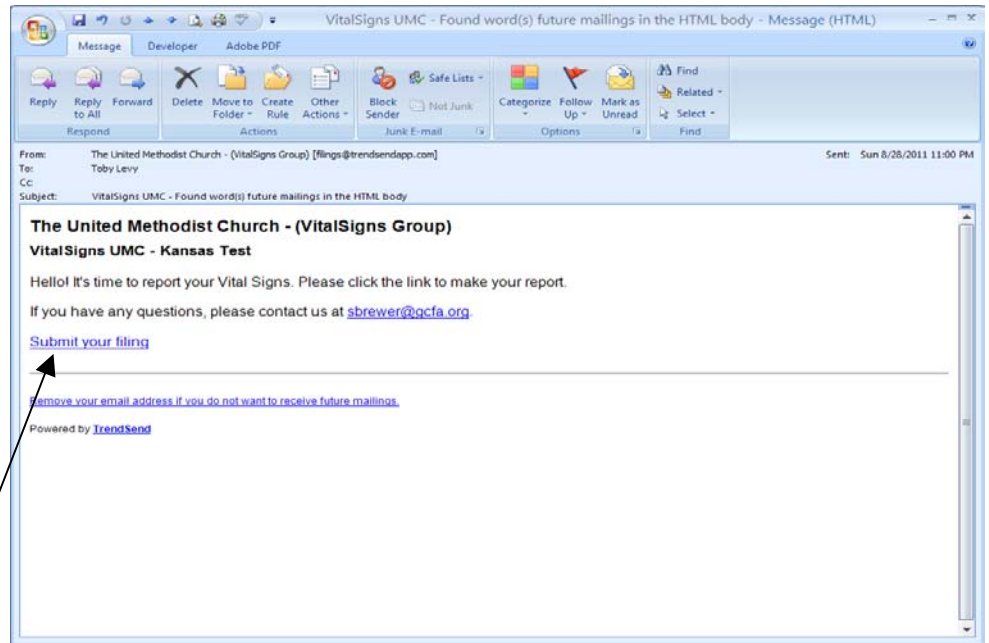 VitalSigns UMC - Found word(s) future mailings in the HTML body - Message (HTML)
Message Developer Adobe PDF
Reply
Reply to All
Forward
Delete
Move to Folder
Create Rule
Other Actions
Block Sender
Safe Lists
Not Junk
Categorize
Follow Up
Mark as Unread
Find
Related
Select
Respond Actions Junk E-mail Options Find
From: The United Methodist Church - (VitalSigns Group) [filings@trendsendapp.com] Sent: Sun 8/28/2011 11:00 PM
To: Toby Levy
Cc:
Subject: VitalSigns UMC - Found word(s) future mailings in the HTML body
The United Methodist Church - (VitalSigns Group)
VitalSigns UMC - Kansas Test
Hello! It's time to report your Vital Signs. Please click the link to make your report.
If you have any questions, please contact us at sbrewer@gcfa.org.
Submit your filing
Remove your email address if you do not want to receive future mailings.
Powered by TrendSend